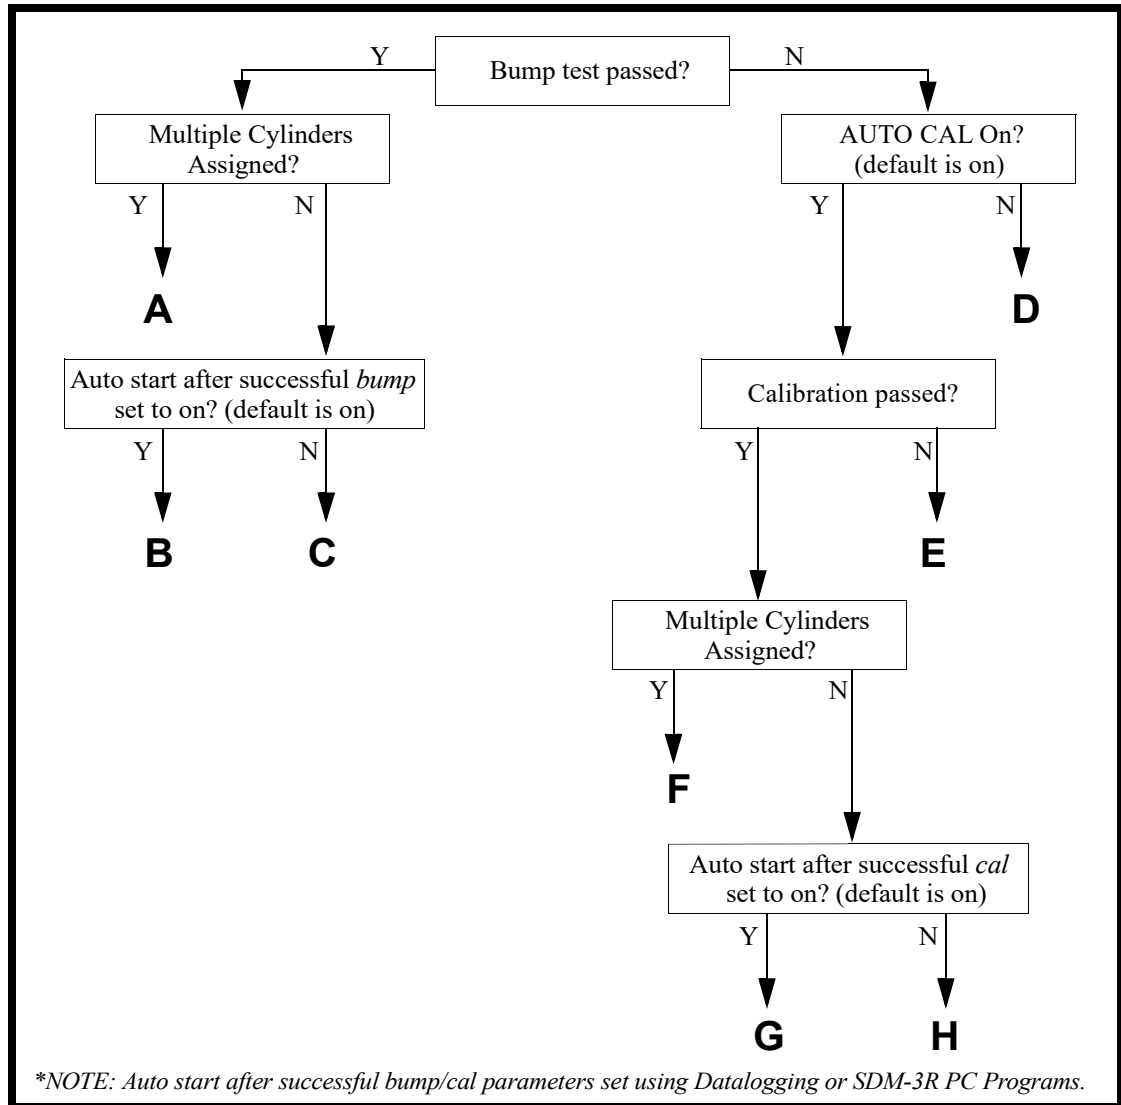 Bump test passed?
Y
N
Multiple Cylinders
Assigned?
AUTO CAL On?
(default is on)
Y
N
Y
N
A
D
Auto start after successful bump
set to on? (default is on)
Calibration passed?
Y
N
Y
N
B
C
E
Multiple Cylinders
Assigned?
Y
N
F
Auto start after successful cal
set to on? (default is on)
Y
N
G
H
*NOTE: Auto start after successful bump/cal parameters set using Datalogging or SDM-3R PC Programs.